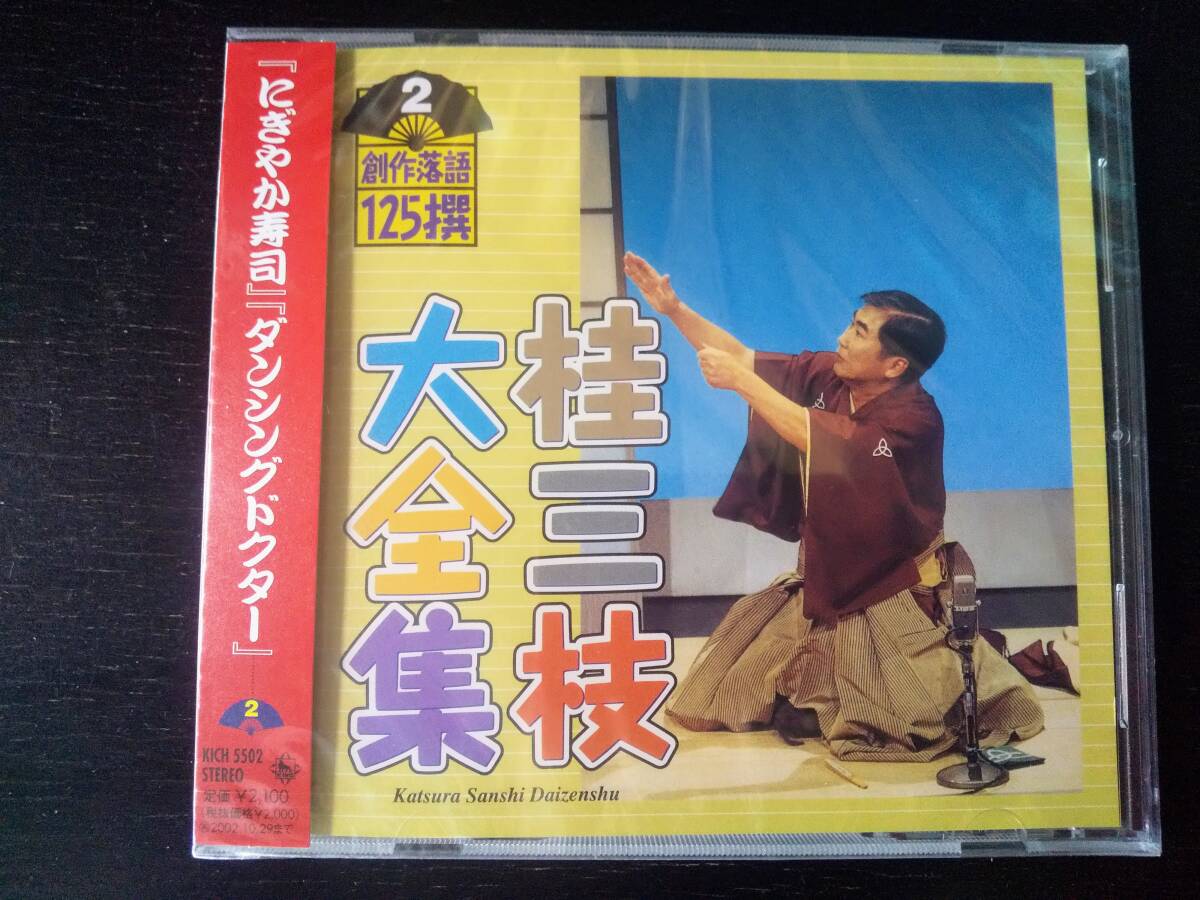 『にぎやか寿司』『ダンシングドクター』
2
KICH 5502
STEREO
定価 ¥2,100
(税抜価格¥2,000)
2002.10.29まで
2
創作落語
125撰
桂三枝
大全集
Katsura Sanshi Daizenshu